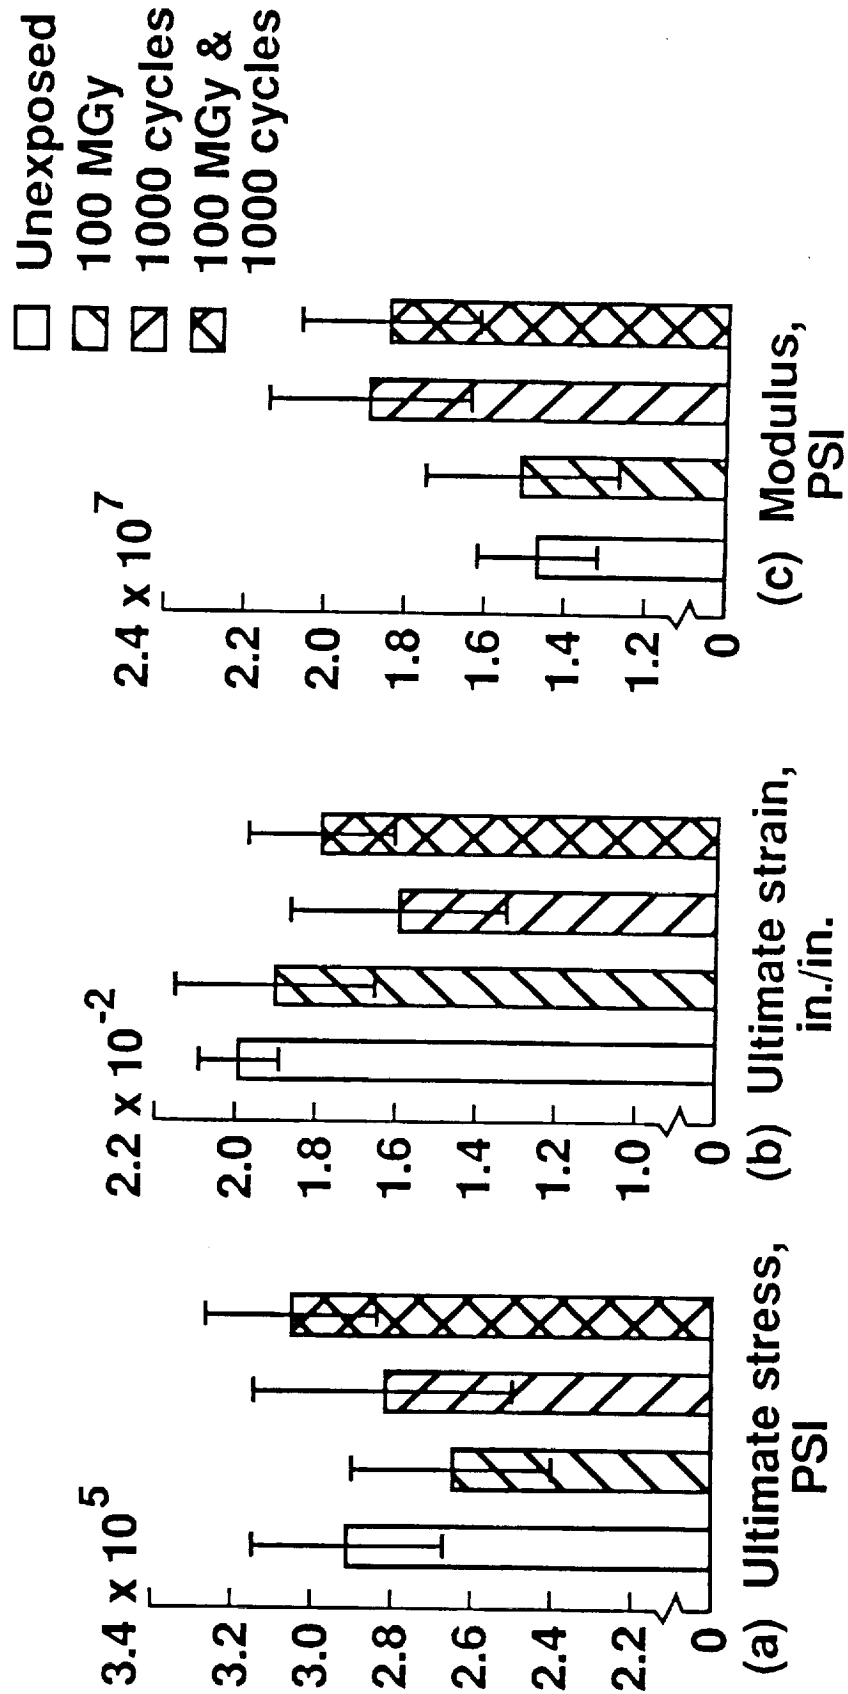 Unexposed
100 MGy
1000 cycles
100 MGy &
1000 cycles
3.4 x 10^5
3.2
3.0
2.8
2.6
2.4
2.2
0
(a) Ultimate stress,
PSI
2.2 x 10^-2
2.0
1.8
1.6
1.4
1.2
1.0
0
(b) Ultimate strain,
in./in.
2.4 x 10^7
2.2
2.0
1.8
1.6
1.4
1.2
0
(c) Modulus,
PSI